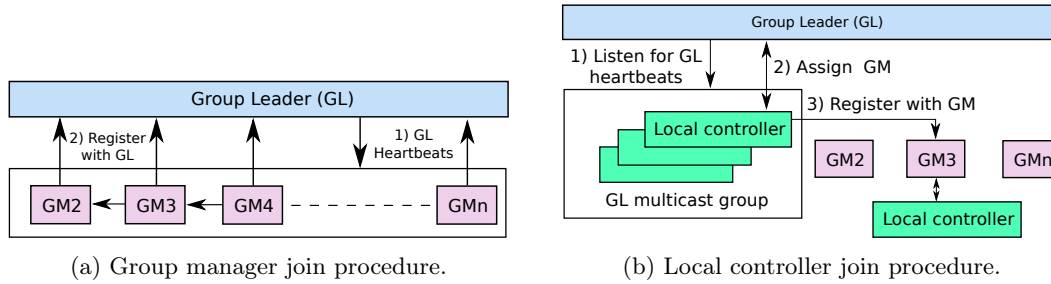 Group Leader (GL)
2) Register
with GL
1) GL
Heartbeats
GM2
GM3
GM4
GMn
(a) Group manager join procedure.
Group Leader (GL)
1) Listen for GL
heartbeats
2) Assign GM
3) Register with GM
Local controller
GL multicast group
GM2
GM3
GMn
Local controller
(b) Local controller join procedure.